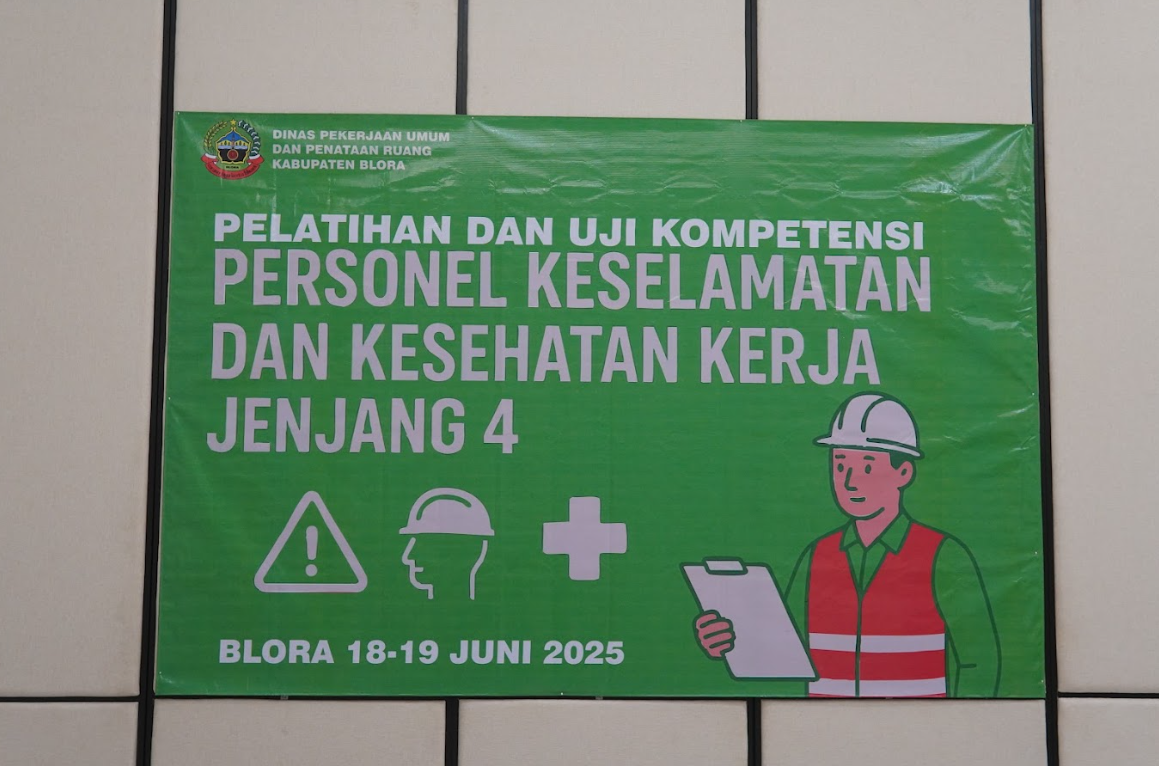 DINAS PEKERJAAN UMUM
DAN PENATAAN RUANG
KABUPATEN BLORA
PELATIHAN DAN UJI KOMPETENSI
PERSONEL KESELAMATAN
DAN KESEHATAN KERJA
JENJANG 4
BLORA 18-19 JUNI 2025